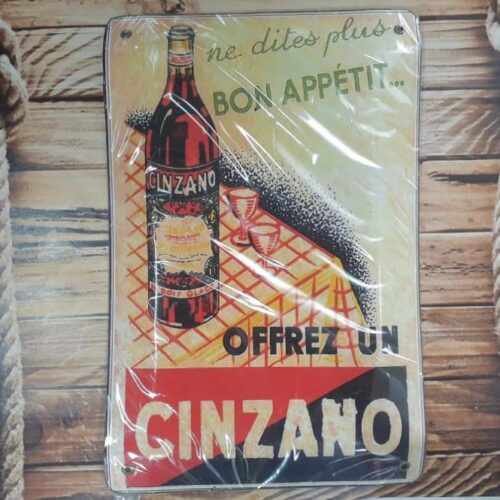 ne dites plus
BON APPÉTIT...
CINZANO
OFFREZ UN
CINZANO